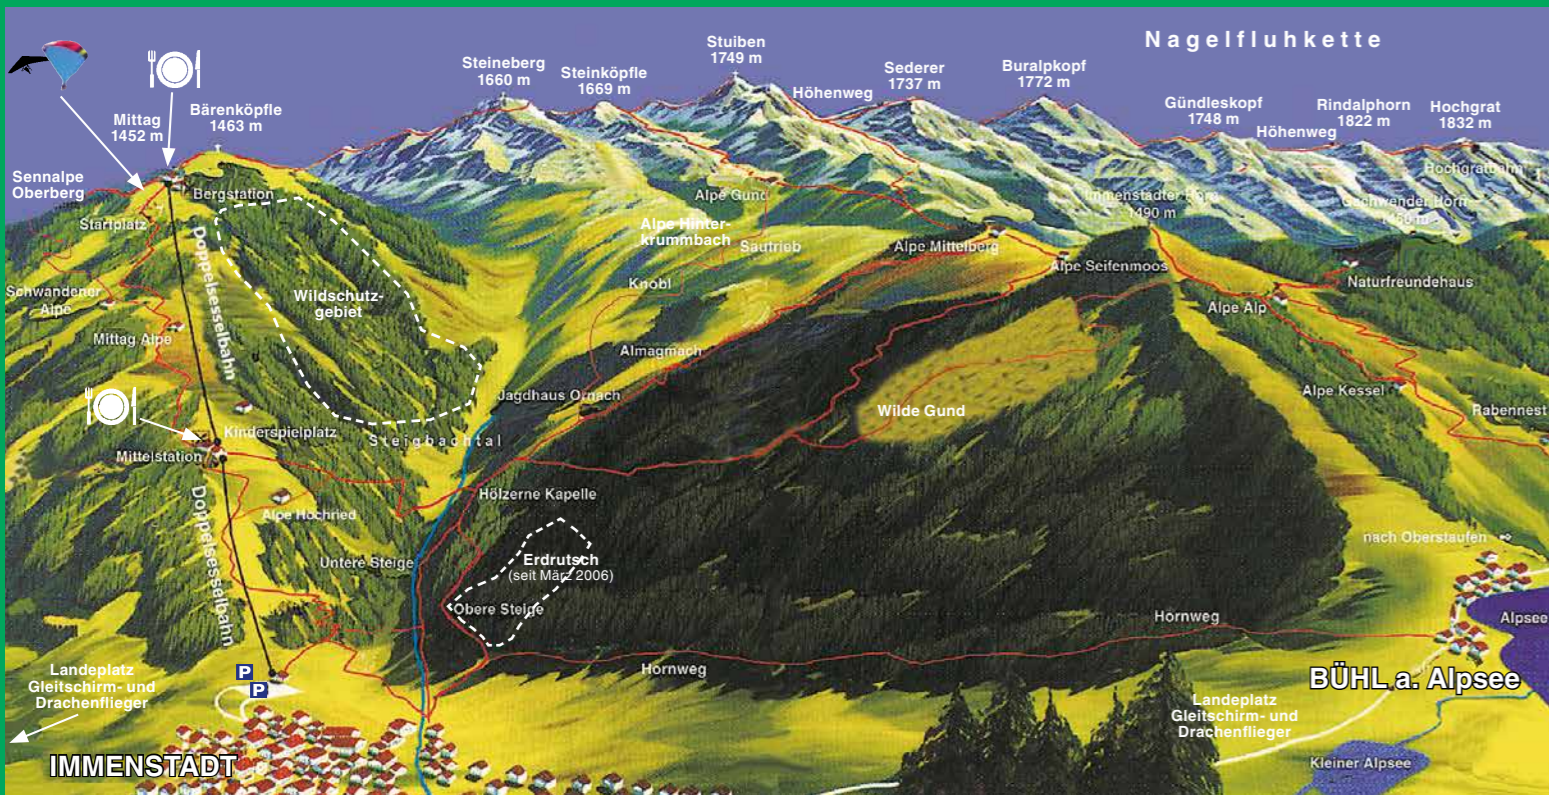 Nagelfluhkette
Steineberg
1660 m
Steinköpfle
1669 m
Stuiben
1749 m
Höhenweg
Sederer
1737 m
Buralpkopf
1772 m
Gündleskopf
1748 m
Höhenweg
Rindalphorn
1822 m
Hochgrat
1832 m
Mittag
1452 m
Bärenköpfle
1463 m
Sennalpe
Oberberg
Bergstation
Startplatz
Doppelsesselbahn
Alpe Gund
Alpe Hinter-
krummbach
Sautrieb
Knobl
Alpe Mittelberg
Immenstädter Horn
1490 m
Hochgratbahn
Gschwender Horn
1450 m
Alpe Seifenmoos
Naturfreundehaus
Alpe Alp
Schwandener
Alpe
Wildschutz-
gebiet
Mittag Alpe
Almagmach
Jagdhaus Ornach
Wilde Gund
Alpe Kessel
Rabennest
Kinderspielplatz
Steigbachtal
Mittelstation
Doppelsesselbahn
Alpe Hochried
Hölzerne Kapelle
Untere Steige
Erdrutsch
(seit März 2006)
Obere Steige
nach Oberstaufen
Hornweg
Hornweg
Alpsee
P
P
Landeplatz
Gleitschirm- und
Drachenflieger
BÜHL a. Alpsee
Landeplatz
Gleitschirm- und
Drachenflieger
IMMENSTADT
Kleiner Alpsee